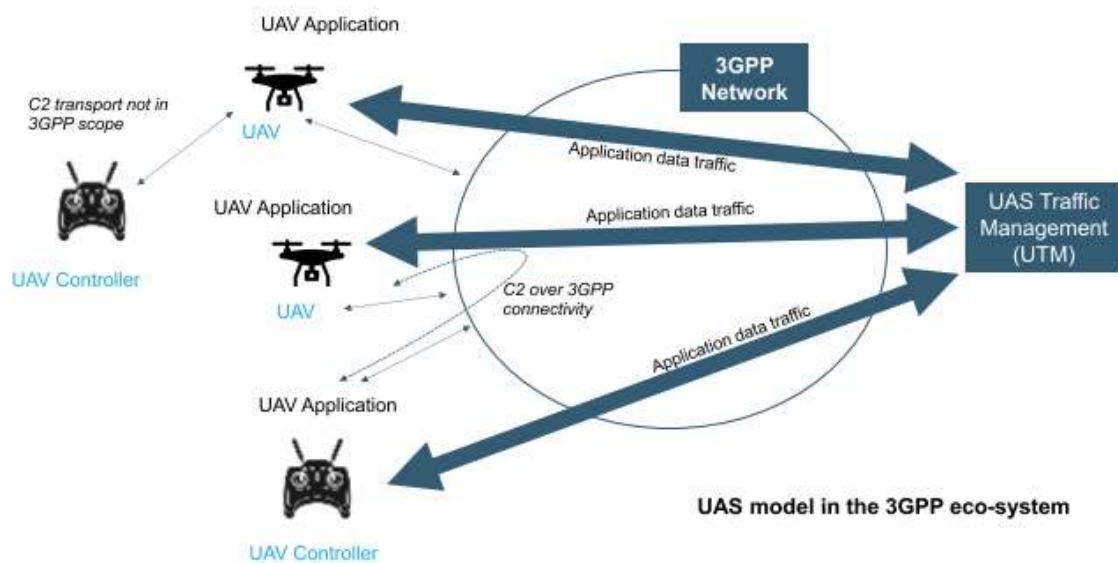 UAV Application
3GPP
Network
C2 transport not in
3GPP scope
UAV
Application data traffic
UAV Application
Application data traffic
UAS Traffic
Management
(UTM)
UAV Controller
UAV
C2 over 3GPP
connectivity
Application data traffic
UAV Application
UAS model in the 3GPP eco-system
UAV Controller